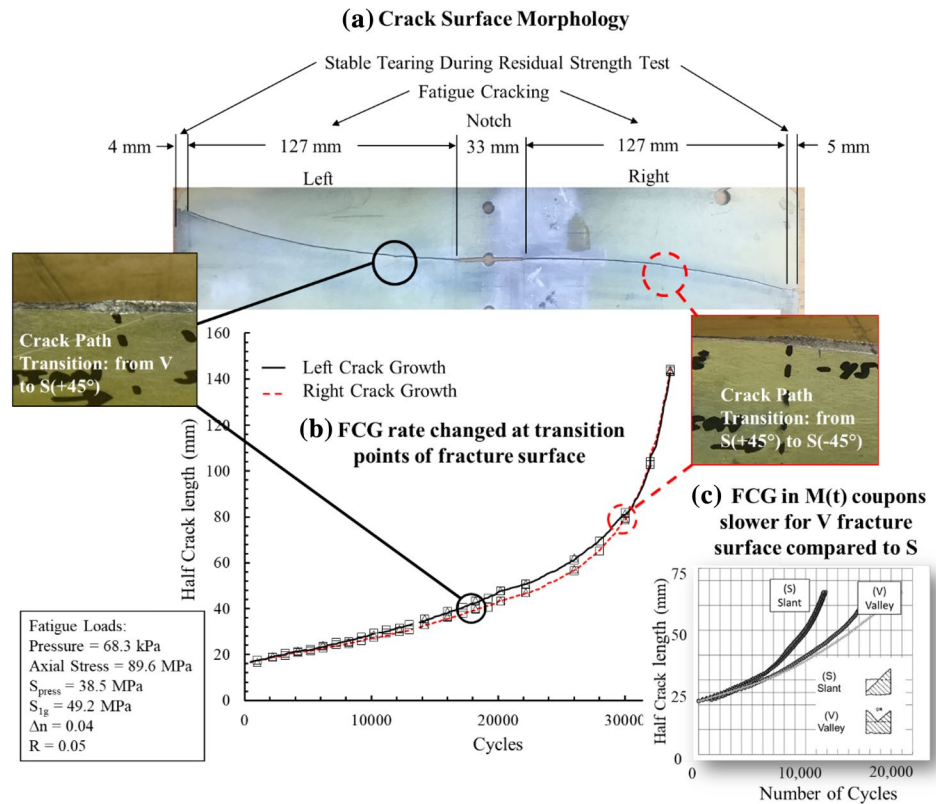 (a) Crack Surface Morphology
Stable Tearing During Residual Strength Test
Fatigue Cracking
Notch
4 mm
127 mm
33 mm
127 mm
5 mm
Left
Right
Crack Path
Transition: from V
to S(+45°)
Crack Path
Transition: from
S(+45°) to S(-45°)
-45
Half Crack length (mm)
160
140
120
100
80
60
40
20
0
Left Crack Growth
Right Crack Growth
(b) FCG rate changed at transition
points of fracture surface
0
10000
20000
30000
Cycles
Fatigue Loads:
Pressure = 68.3 kPa
Axial Stress = 89.6 MPa
Spress = 38.5 MPa
S1g = 49.2 MPa
Δn = 0.04
R = 0.05
(c) FCG in M(t) coupons
slower for V fracture
surface compared to S
Half Crack length (mm)
75
50
25
0
(S)
Slant
(V)
Valley
(S)
Slant
(V)
Valley
0
10,000
20,000
Number of Cycles